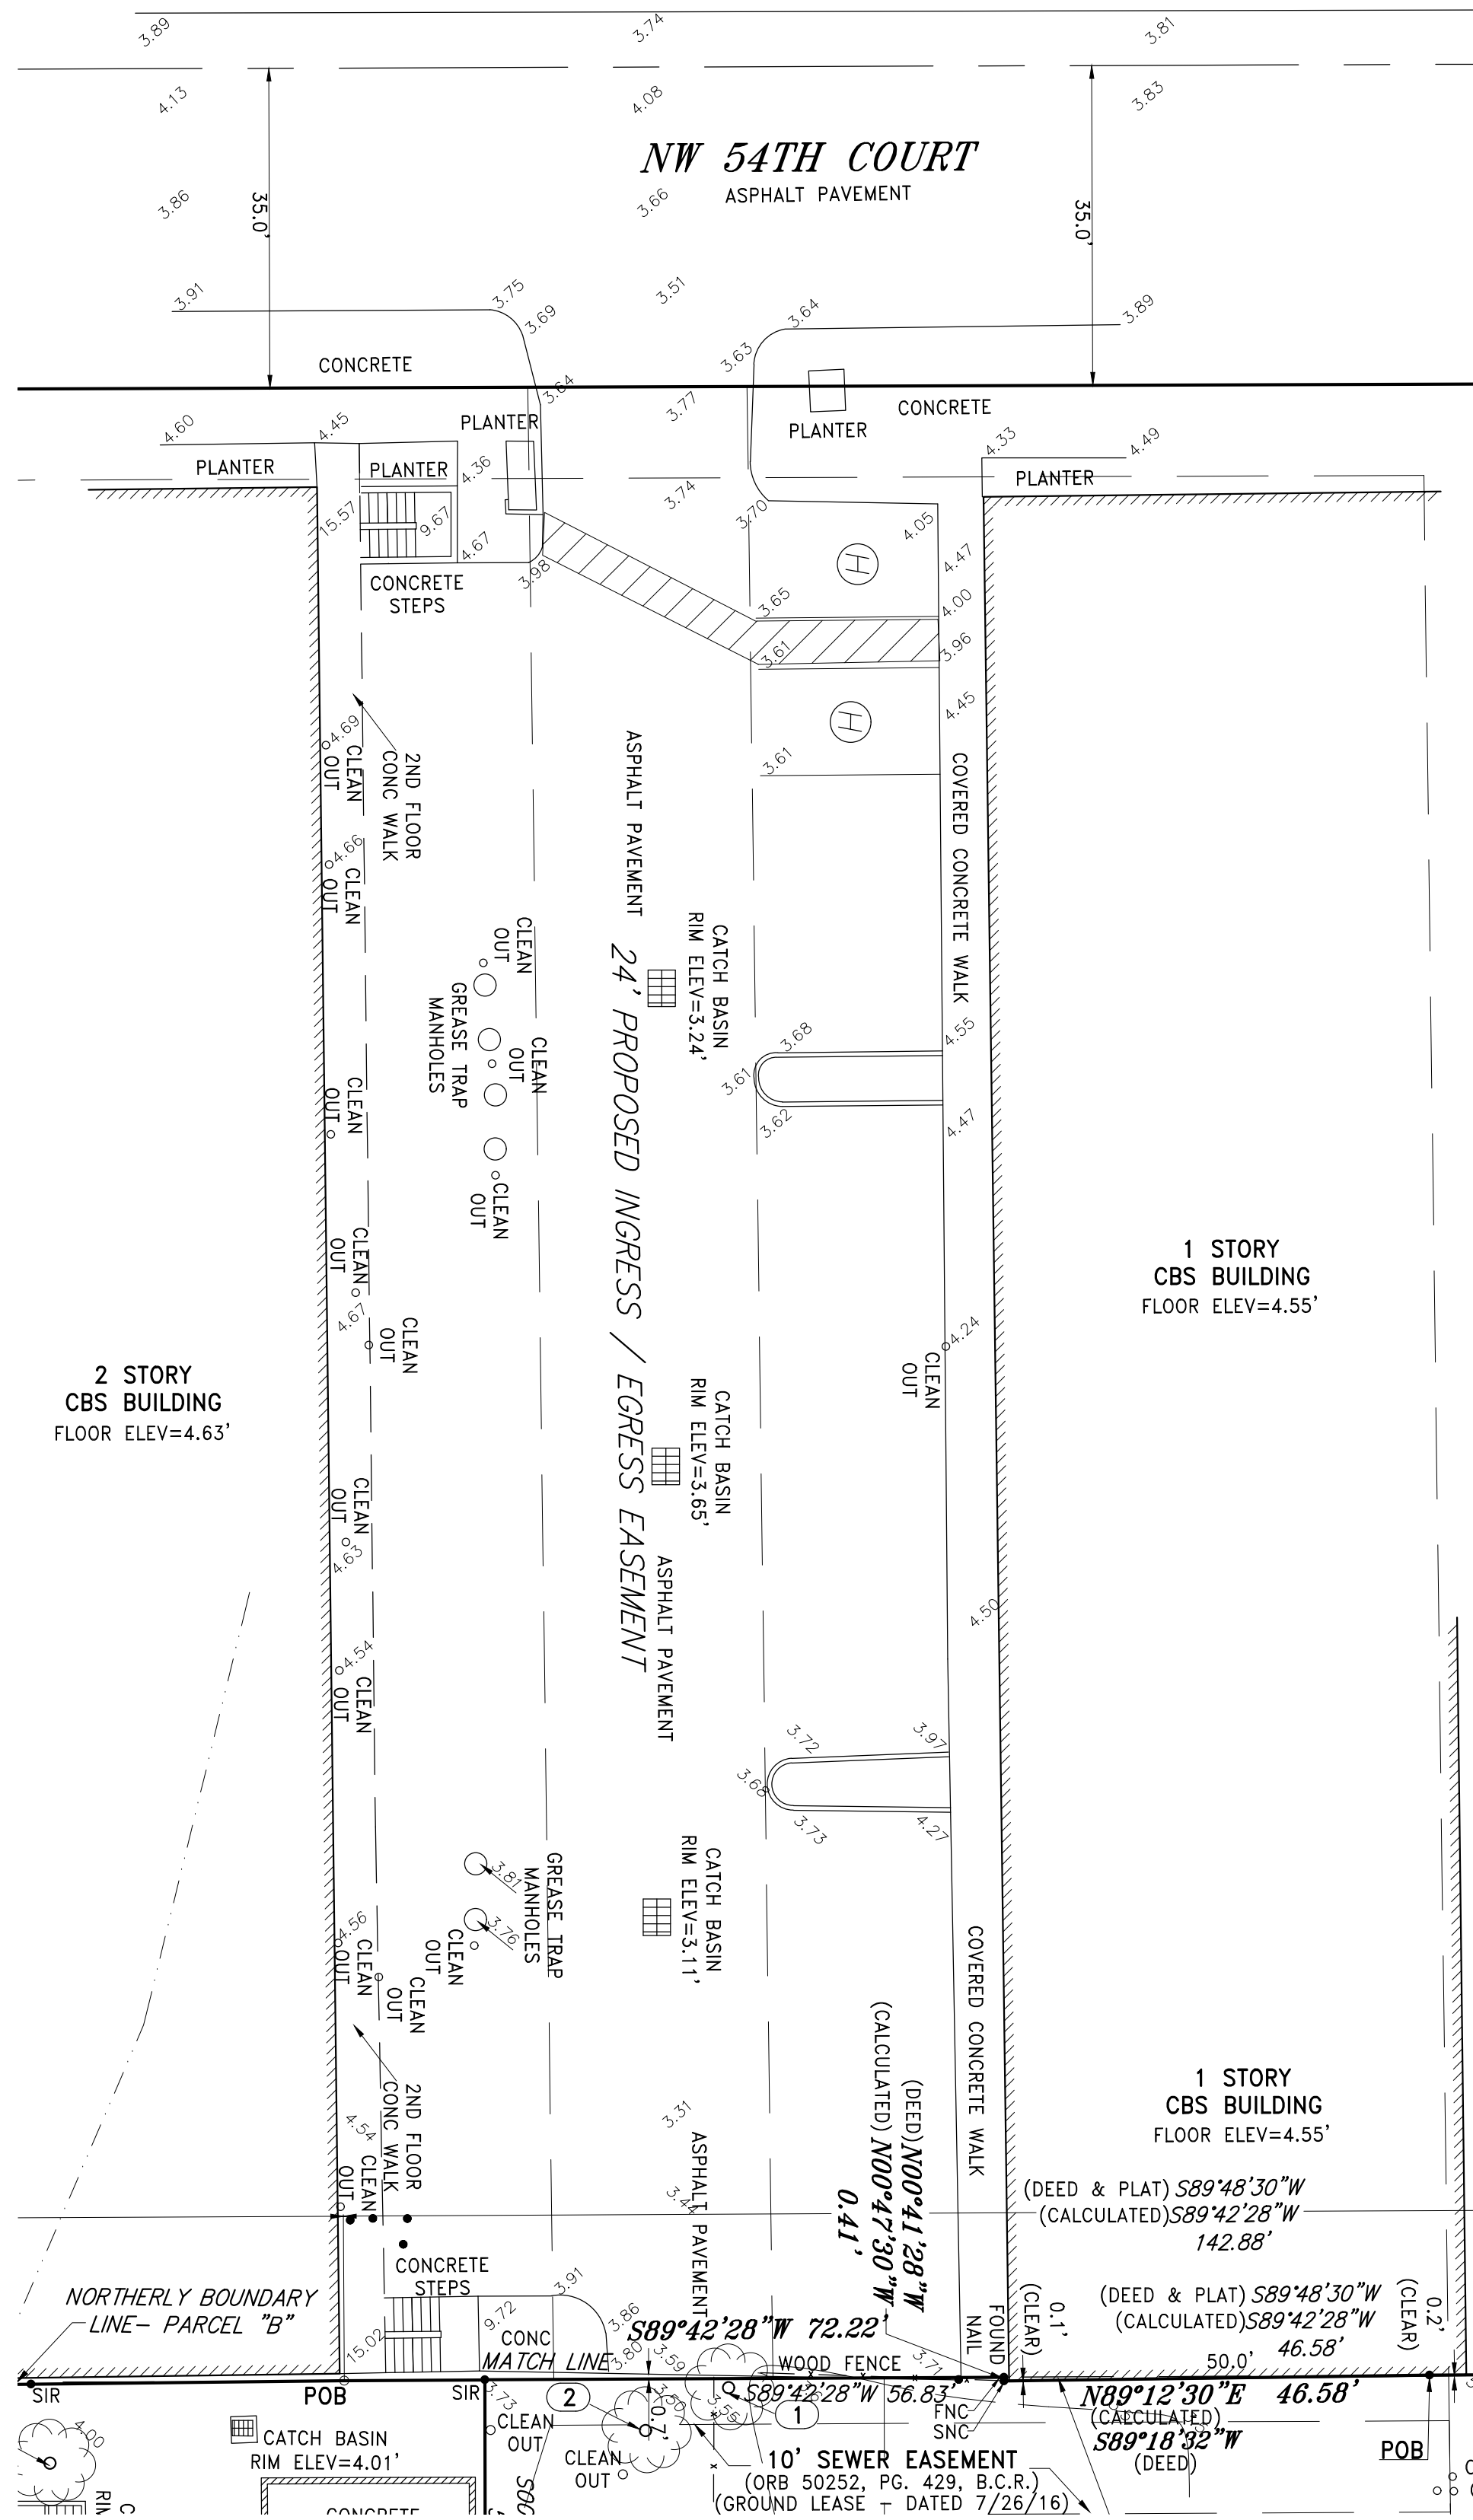 3.89
3.74
3.81
4.13
4.08
3.83
NW 54TH COURT
ASPHALT PAVEMENT
3.86
3.66
35.0'
35.0'
3.91
3.75
3.69
3.51
3.64
3.89
3.63
CONCRETE
3.64
3.77
CONCRETE
4.60
4.45
PLANTER
PLANTER
4.33
4.49
PLANTER
PLANTER
4.36
PLANTER
3.74
15.57
9.67
4.67
3.70
4.05
4.47
H
3.98
CONCRETE
STEPS
3.65
4.00
3.61
3.96
4.45
H
4.69
CLEAN
OUT
2ND FLOOR
CONC WALK
ASPHALT PAVEMENT
3.61
COVERED CONCRETE WALK
4.66
CLEAN
OUT
CLEAN
OUT
CATCH BASIN
RIM ELEV=3.24'
24' PROPOSED INGRESS / EGRESS EASEMENT
GREASE TRAP
MANHOLES
CLEAN
OUT
3.68
4.55
3.61
3.62
4.47
CLEAN
OUT
CLEAN
OUT
CLEAN
OUT
4.67
CLEAN
OUT
1 STORY
CBS BUILDING
FLOOR ELEV=4.55'
4.24
CLEAN
OUT
2 STORY
CBS BUILDING
FLOOR ELEV=4.63'
CATCH BASIN
RIM ELEV=3.65'
CLEAN
OUT
4.63
ASPHALT PAVEMENT
4.50
4.54
CLEAN
OUT
3.72
3.97
3.68
3.73
4.27
GREASE TRAP
MANHOLES
3.81
3.76
CATCH BASIN
RIM ELEV=3.11'
4.56
CLEAN
OUT
CLEAN
OUT
CLEAN
OUT
COVERED CONCRETE WALK
2ND FLOOR
CONC WALK
4.54
CLEAN
OUT
3.31
ASPHALT PAVEMENT
3.44
(DEED) N00°41'28"W
(CALCULATED) N00°47'30"W
0.41'
1 STORY
CBS BUILDING
FLOOR ELEV=4.55'
(DEED & PLAT) S89°48'30"W
(CALCULATED) S89°42'28"W
142.88'
CONCRETE
STEPS
3.91
NORTHERLY BOUNDARY
LINE- PARCEL "B"
9.72
3.86
15.02
CONC
3.80
3.59
S89°42'28"W 72.22'
FOUND
NAIL
0.1'
(CLEAR)
(DEED & PLAT) S89°48'30"W
(CALCULATED) S89°42'28"W
46.58'
0.2'
(CLEAR)
MATCH LINE
WOOD FENCE
3.71
50.0'
SIR
POB
SIR
3.73
2
3.50
3.55
0.7'
S89°42'28"W 56.83'
1
FNC
SNC
N89°12'30"E 46.58'
(CALCULATED)
S89°18'32"W
(DEED)
POB
4.00
CATCH BASIN
RIM ELEV=4.01'
CLEAN
OUT
CLEAN
OUT
10' SEWER EASEMENT
(ORB 50252, PG. 429, B.C.R.)
(GROUND LEASE - DATED 7/26/16)
CONCRETE